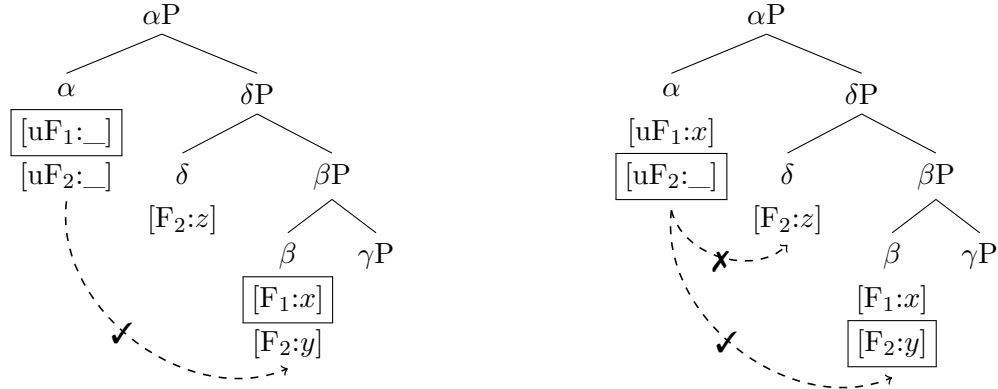 αP
α
δP
[uF₁:_]
[uF₂:_]
δ
βP
[F₂:z]
β
γP
[F₁:x]
[F₂:y]
✓
αP
α
δP
[uF₁:x]
[uF₂:_]
δ
βP
[F₂:z]
β
γP
✗
[F₁:x]
[F₂:y]
✓